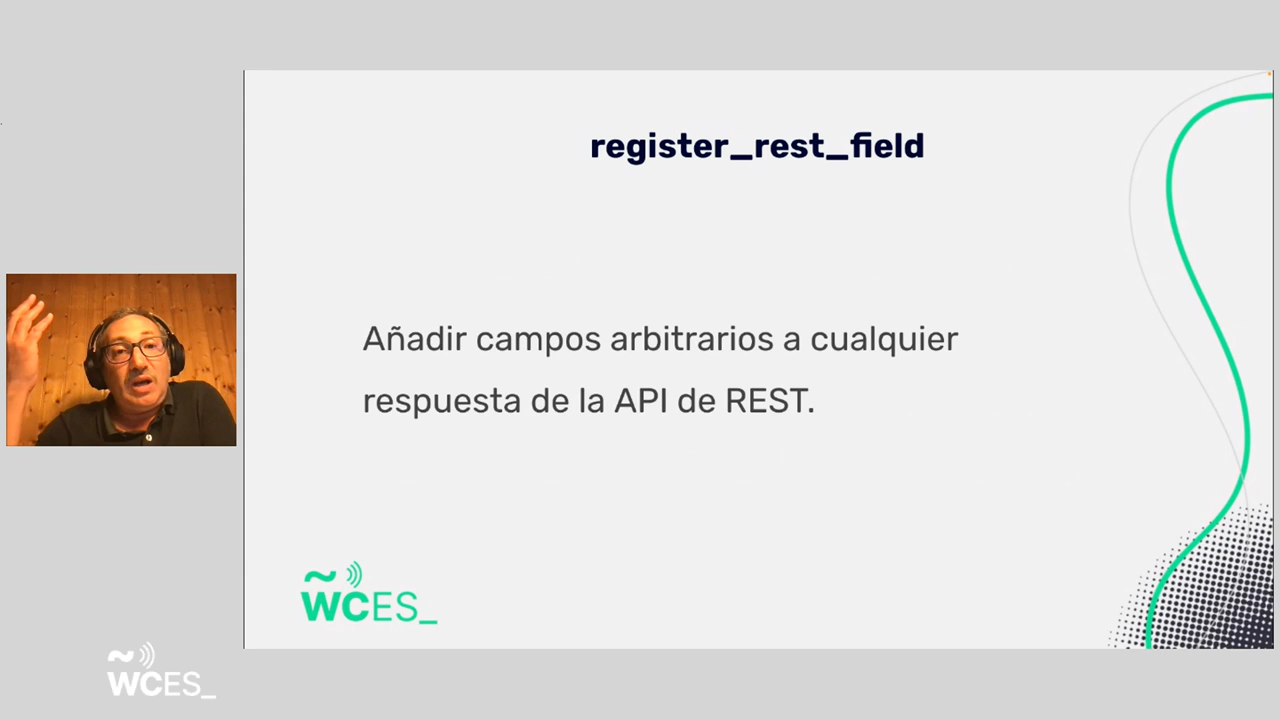 register_rest_field
Añadir campos arbitrarios a cualquier
respuesta de la API de REST.
~ WCES_
~ WCES_